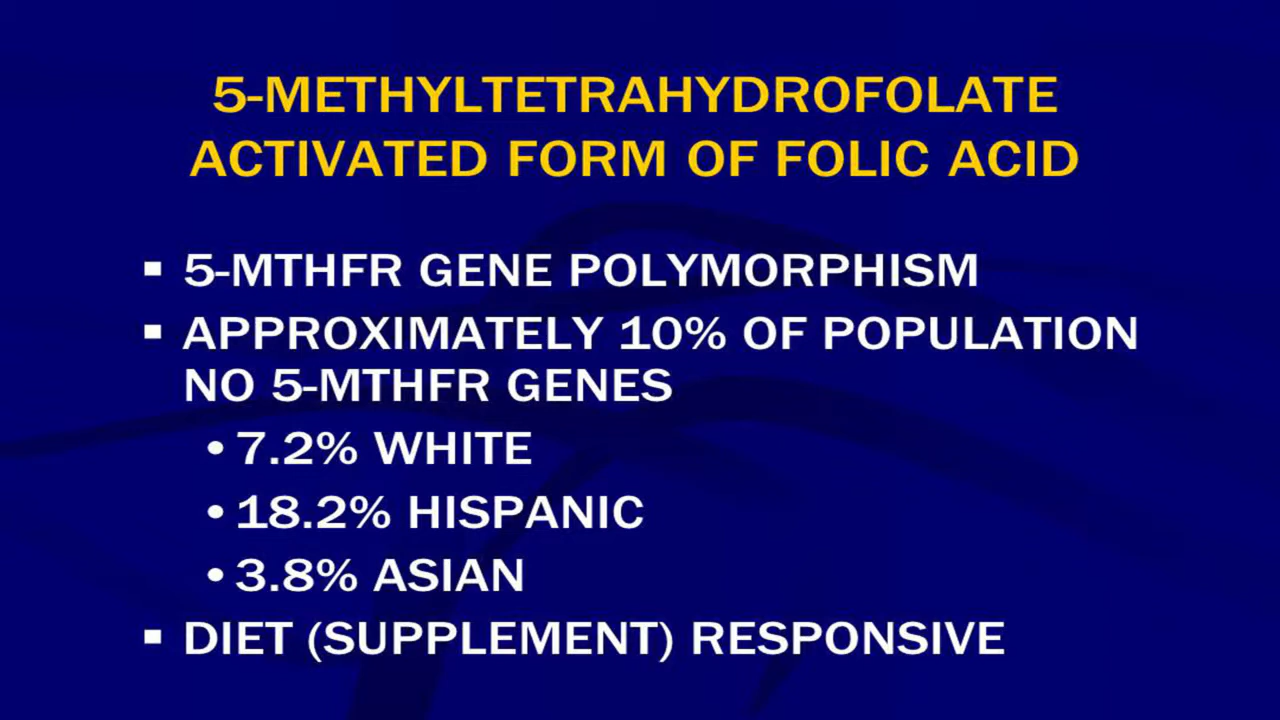 5-METHYLTETRAHYDROFOLATE
ACTIVATED FORM OF FOLIC ACID
▪ 5-MTHFR GENE POLYMORPHISM
▪ APPROXIMATELY 10% OF POPULATION
NO 5-MTHFR GENES
• 7.2% WHITE
• 18.2% HISPANIC
• 3.8% ASIAN
▪ DIET (SUPPLEMENT) RESPONSIVE